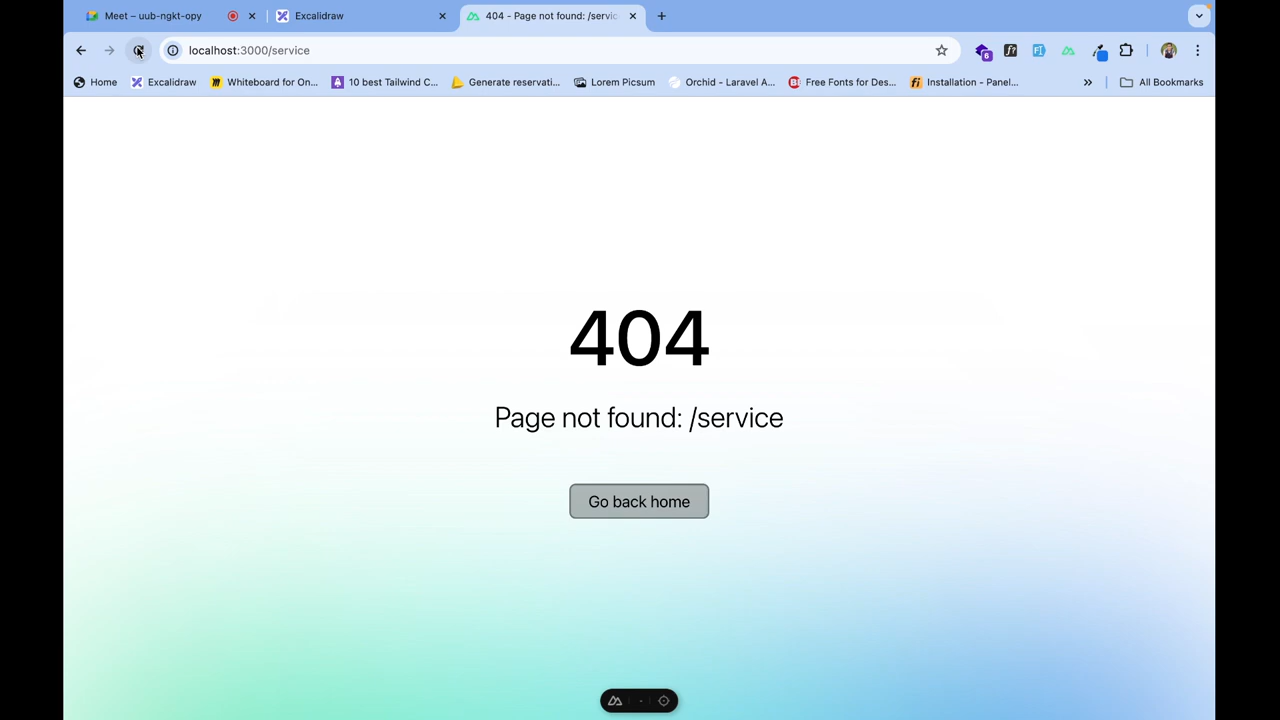 Meet – uub-ngkt-opy
Excalidraw
404 - Page not found: /servic
localhost:3000/service
6
Home
Excalidraw
Whiteboard for On...
10 best Tailwind C...
Generate reservati...
Lorem Picsum
Orchid - Laravel A...
Free Fonts for Des...
Installation - Panel...
»
All Bookmarks
404
Page not found: /service
Go back home